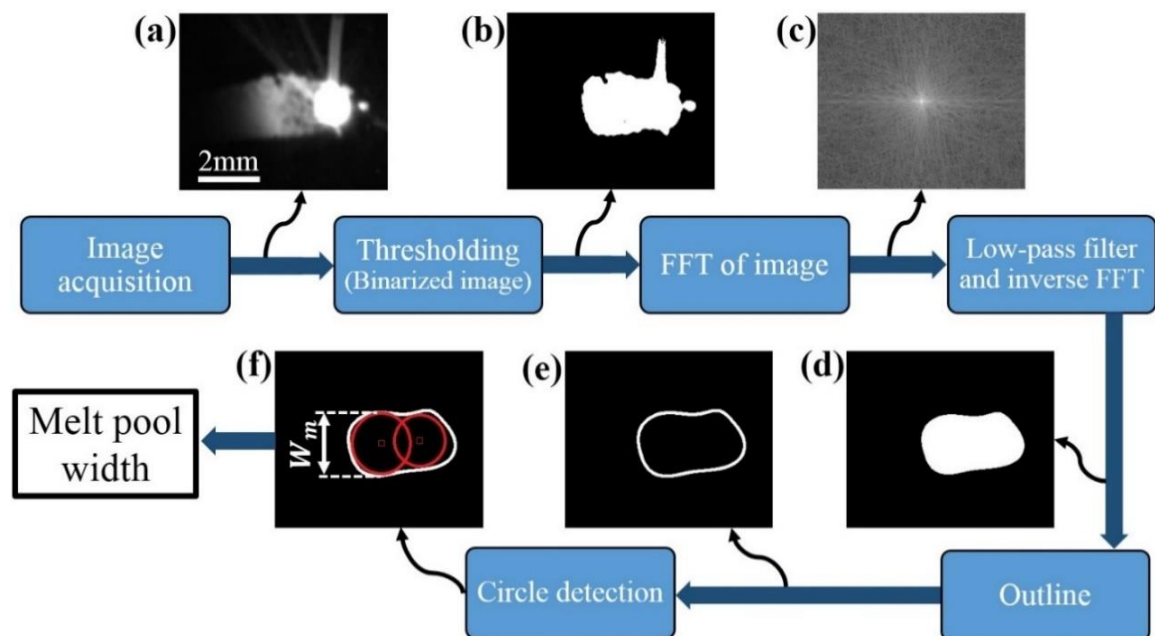 (a)
(b)
(c)
2mm
Image
acquisition
Thresholding
(Binarized image)
FFT of image
Low-pass filter
and inverse FFT
(f)
(e)
(d)
Melt pool
width
W_m
Circle detection
Outline